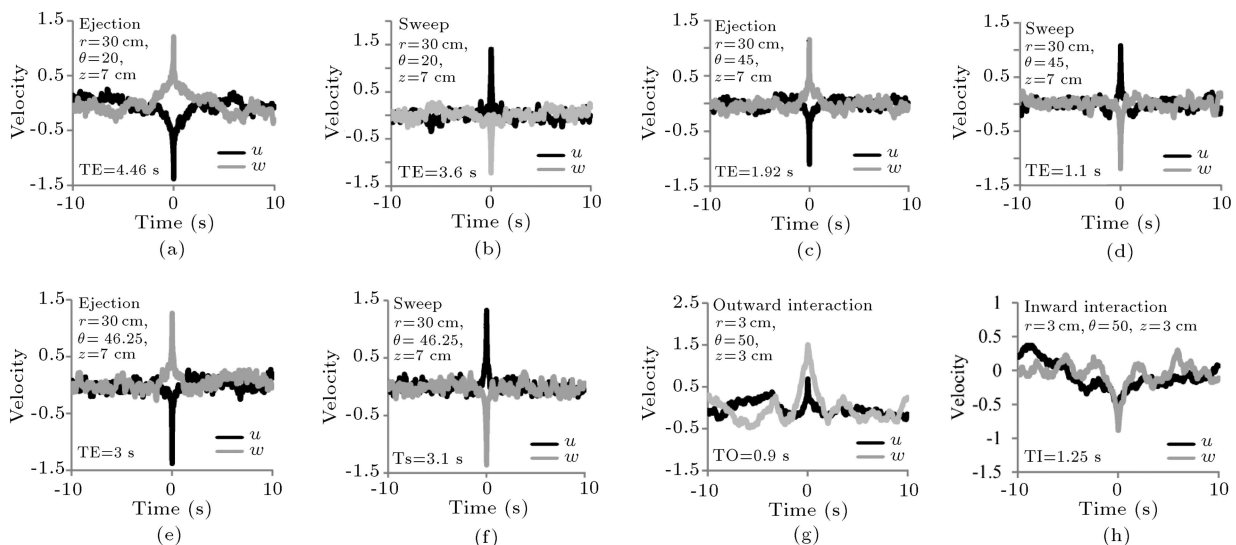 1.5
0.5
-0.5
-1.5
Velocity
Ejection
r=30 cm,
θ=20,
z=7 cm
u
w
TE=4.46 s
-10
0
10
Time (s)
(a)
1.5
0.5
-0.5
-1.5
Velocity
Sweep
r=30 cm,
θ=20,
z=7 cm
u
w
TE=3.6 s
-10
0
10
Time (s)
(b)
1.5
0.5
-0.5
-1.5
Velocity
Ejection
r=30 cm,
θ=45,
z=7 cm
u
w
TE=1.92 s
-10
0
10
Time (s)
(c)
1.5
0.5
-0.5
-1.5
Velocity
Sweep
r=30 cm,
θ=45,
z=7 cm
u
w
TE=1.1 s
-10
0
10
Time (s)
(d)
1.5
0.5
-0.5
-1.5
Velocity
Ejection
r=30 cm,
θ= 46.25,
z=7 cm
u
w
TE=3 s
-10
0
10
Time (s)
(e)
1.5
0.5
-0.5
-1.5
Velocity
Sweep
r=30 cm,
θ= 46.25,
z=7 cm
u
w
Ts=3.1 s
-10
0
10
Time (s)
(f)
2.5
1.5
0.5
-0.5
-1.5
Velocity
Outward interaction
r=3 cm,
θ=50,
z=3 cm
u
w
TO=0.9 s
-10
0
10
Time (s)
(g)
1
0.5
0
-0.5
-1
-1.5
Velocity
Inward interaction
r=3 cm, θ=50, z=3 cm
u
w
TI=1.25 s
-10
0
10
Time (s)
(h)